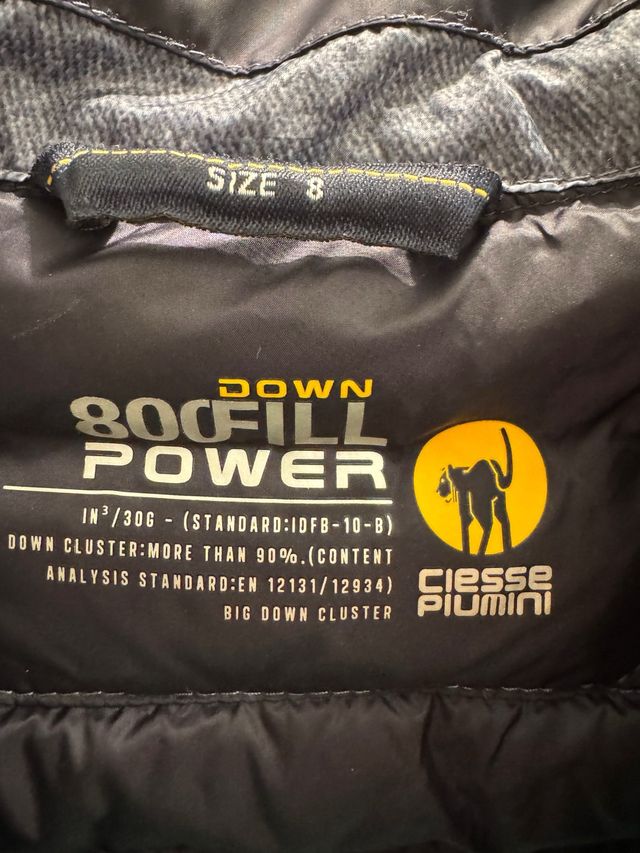 SIZE 8
DOWN
800FILL
POWER
IN³/30G - (STANDARD:IDFB-10-B)
DOWN CLUSTER:MORE THAN 90%.(CONTENT
ANALYSIS STANDARD:EN 12131/12934)
BIG DOWN CLUSTER
CIESSE
PIUMINI